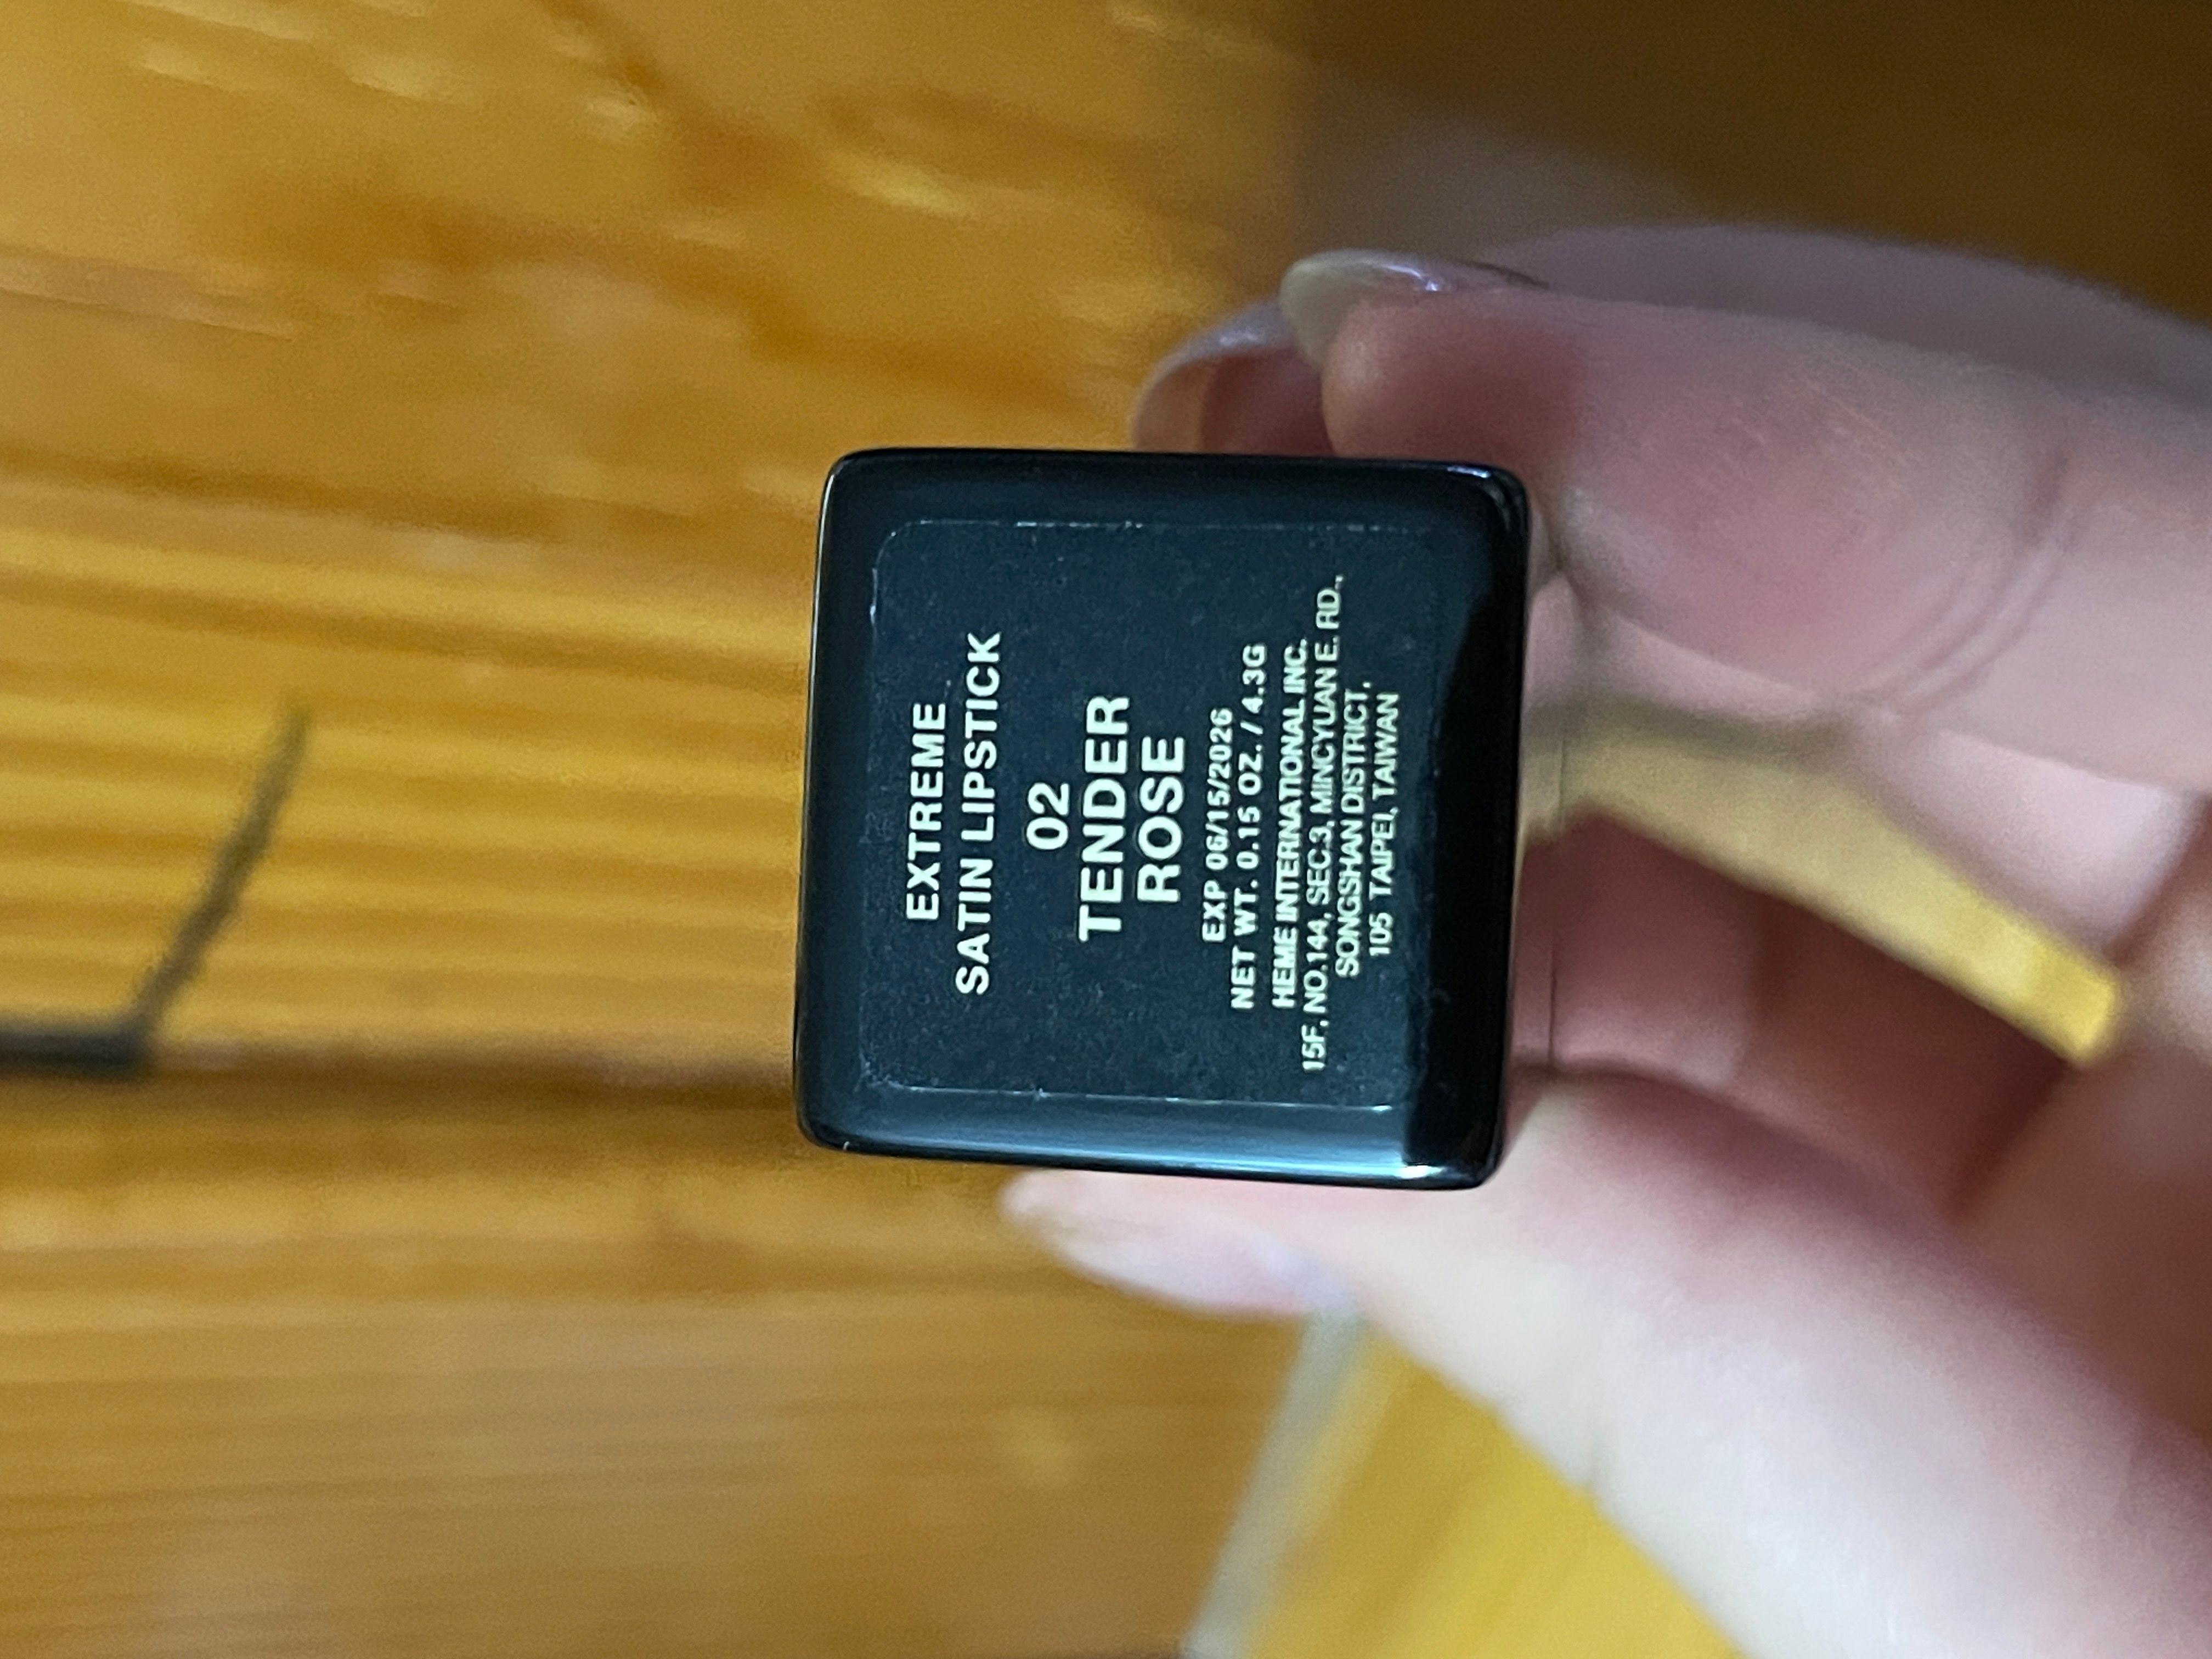 EXTREME
SATIN LIPSTICK
02
TENDER
ROSE
EXP 06/15/2026
NET WT. 0.15 OZ. / 4.3G
HEME INTERINATIONAL INC.
15F, NO.144, SEC.3, MINCYUAN E. RD.,
SONGSHAN DISTRICT,
105 TAIPEI, TAIWAN